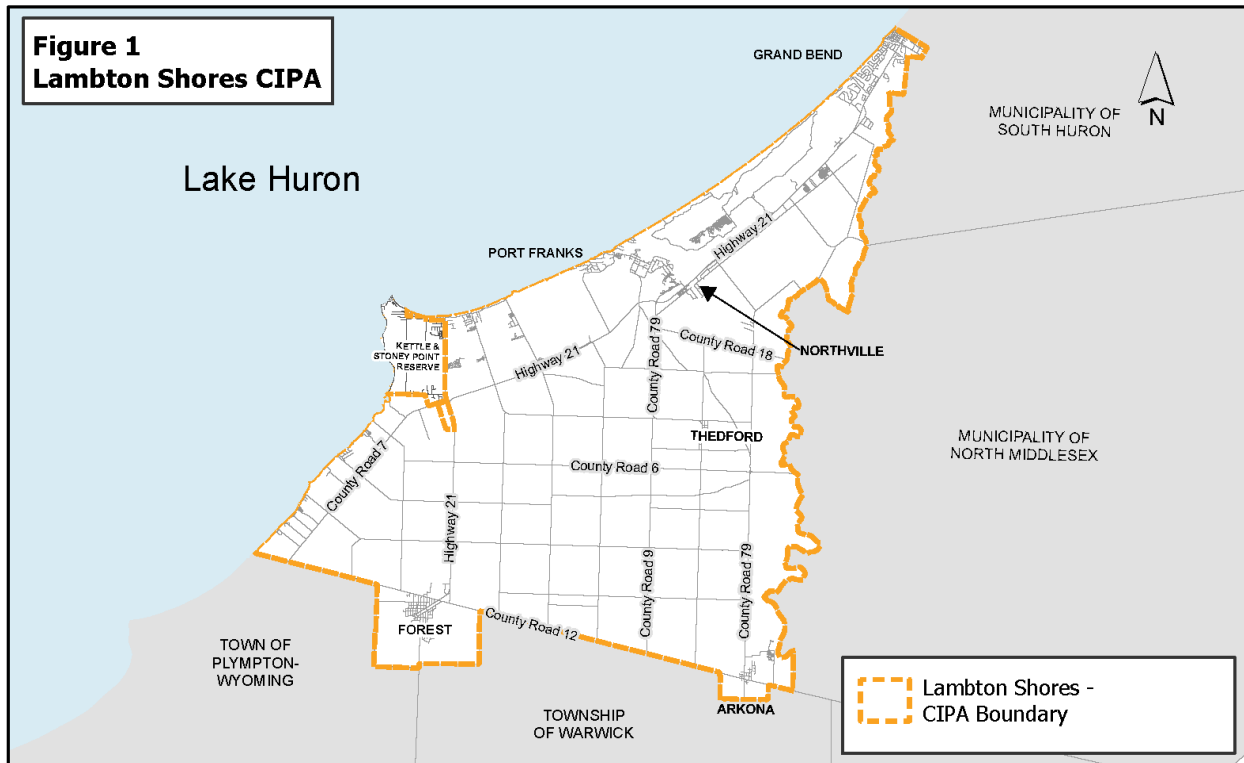 Figure 1
Lambton Shores CIPA
GRAND BEND
N
MUNICIPALITY OF
SOUTH HURON
Lake Huron
Highway 21
PORT FRANKS
County Road 79
County Road 18
NORTHVILLE
KETTLE &
STONEY POINT
RESERVE
Highway 21
THEDFORD
MUNICIPALITY OF
NORTH MIDDLESEX
County Road 7
County Road 6
Highway 21
County Road 9
County Road 79
FOREST
County Road 12
TOWN OF
PLYMPTON-
WYOMING
ARKONA
TOWNSHIP
OF WARWICK
Lambton Shores -
CIPA Boundary